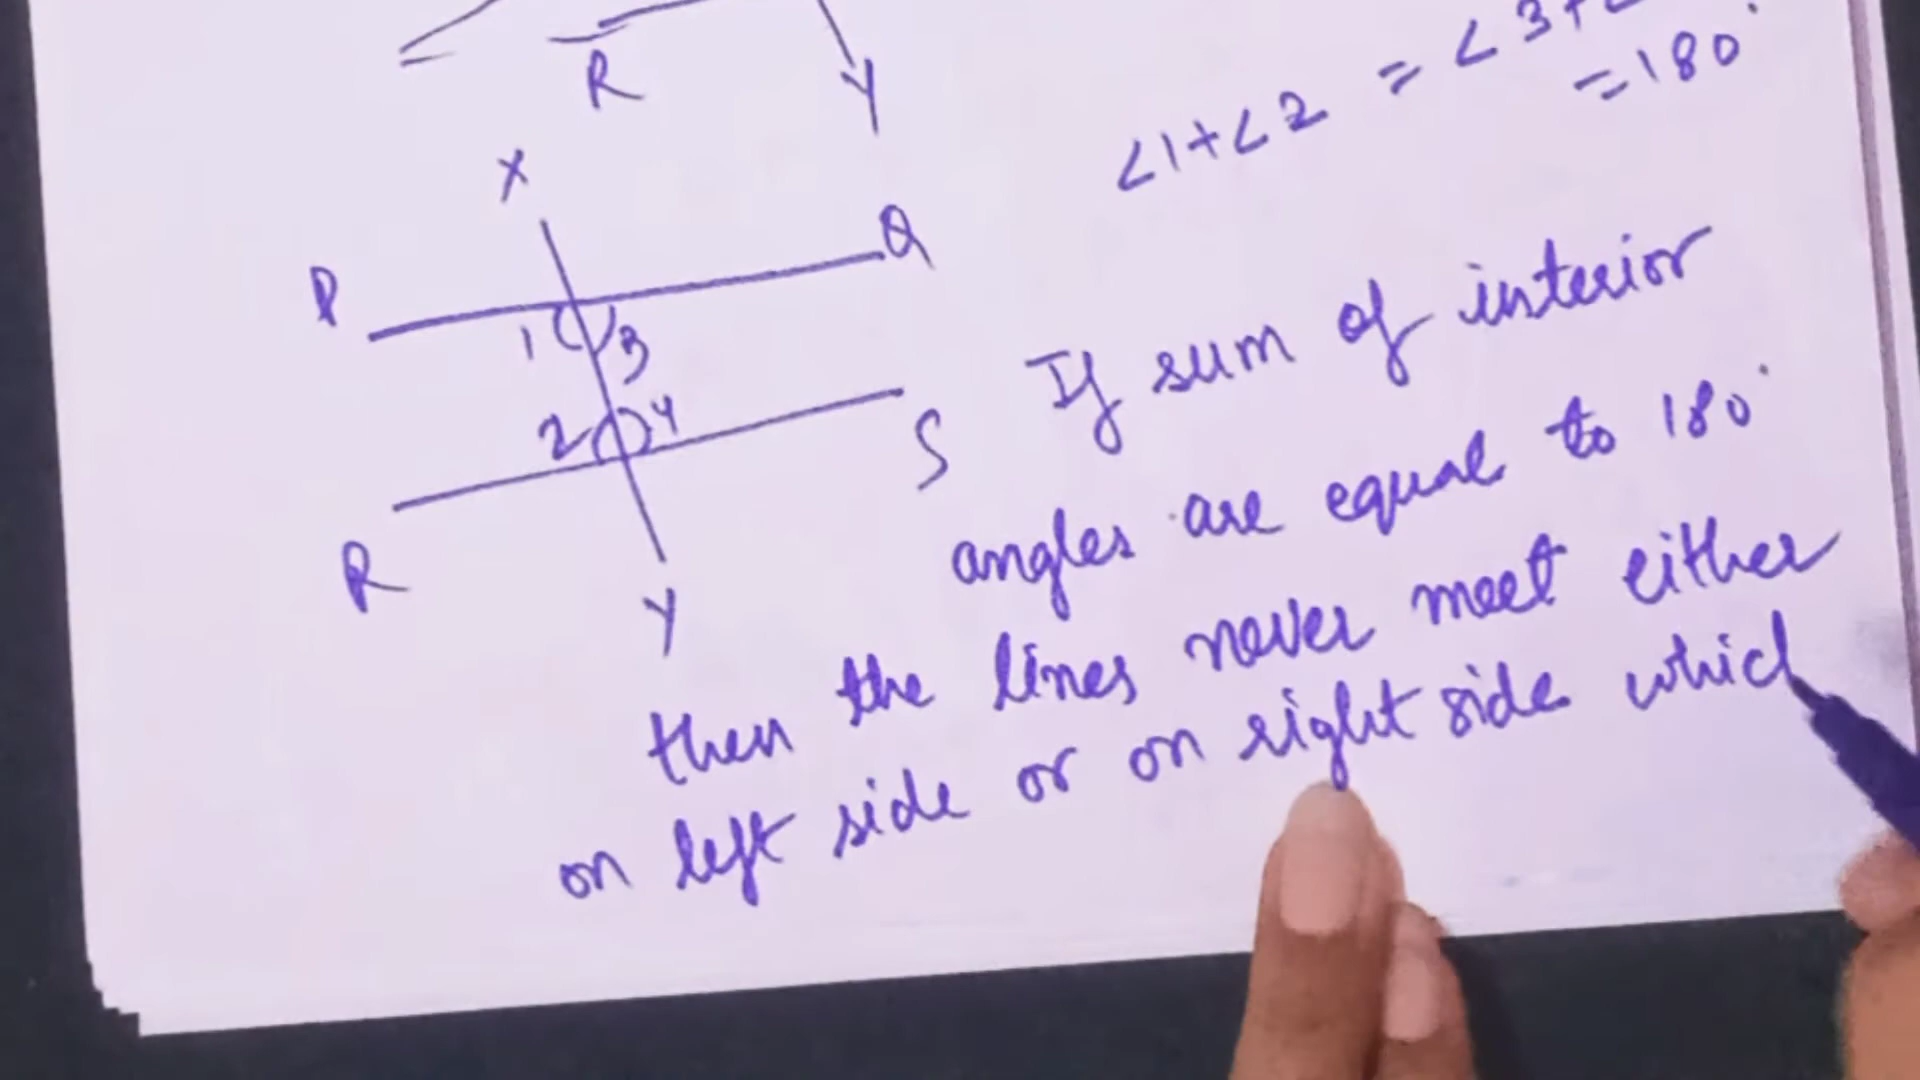 R
Y
∠1+∠2 = ∠3+∠
=180°
X
P
Q
1
3
2
4
S
R
Y
If sum of interior
angles are equal to 180°
then the lines never meet either
on left side or on right side which